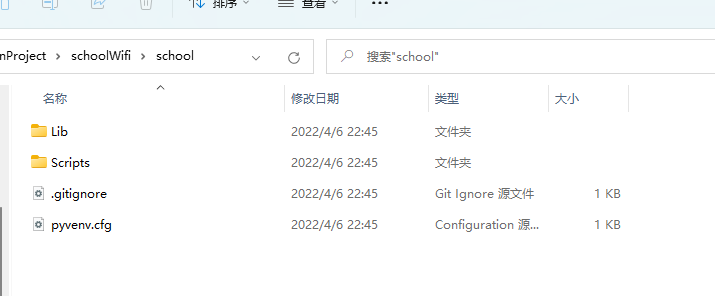 排序 查看 ...
nProject > schoolWifi > school 搜索"school"
名称 修改日期 类型 大小
Lib 2022/4/6 22:45 文件夹
Scripts 2022/4/6 22:45 文件夹
.gitignore 2022/4/6 22:45 Git Ignore 源文件 1 KB
pyvenv.cfg 2022/4/6 22:45 Configuration 源... 1 KB